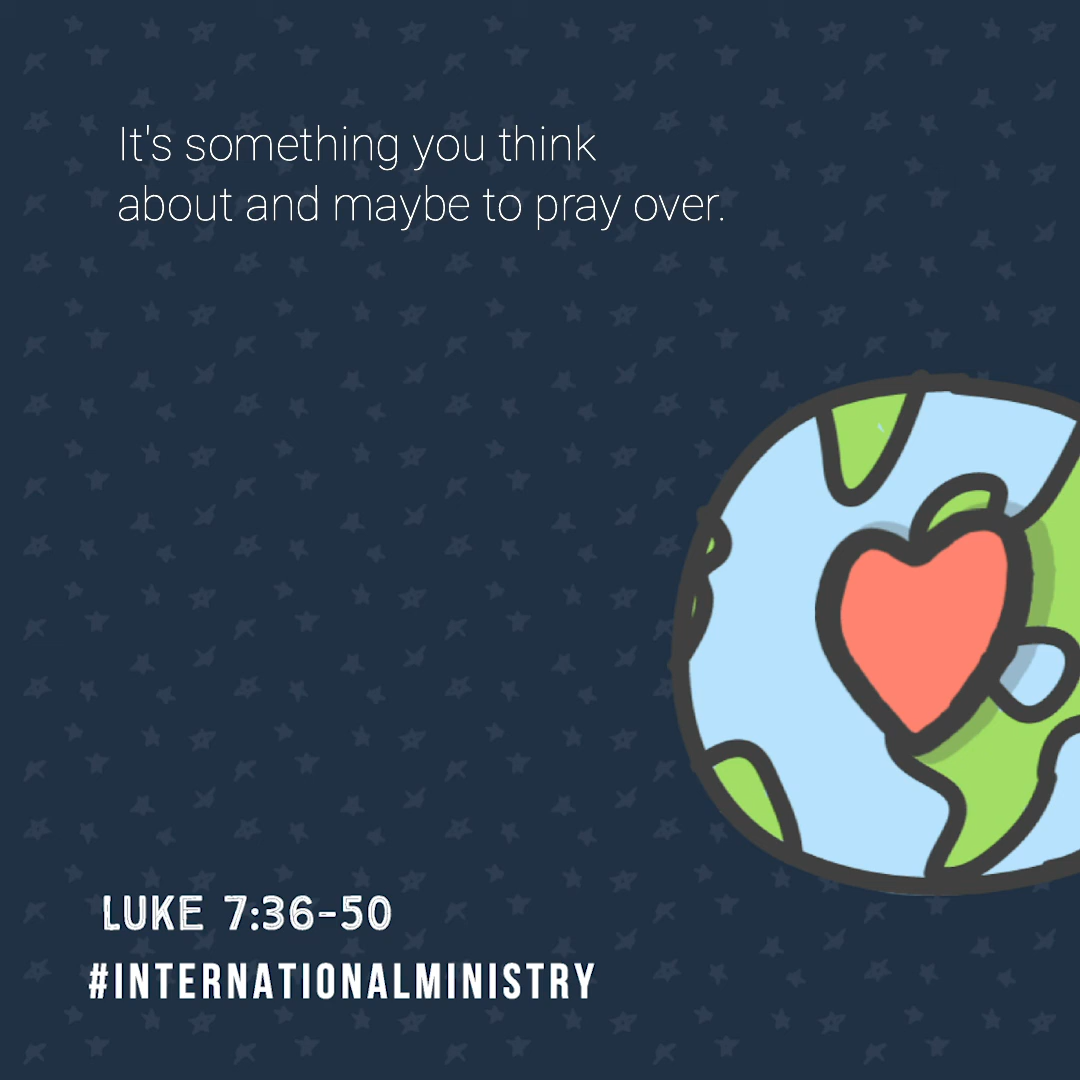 It's something you think
about and maybe to pray over.
LUKE 7:36-50
#INTERNATIONALMINISTRY